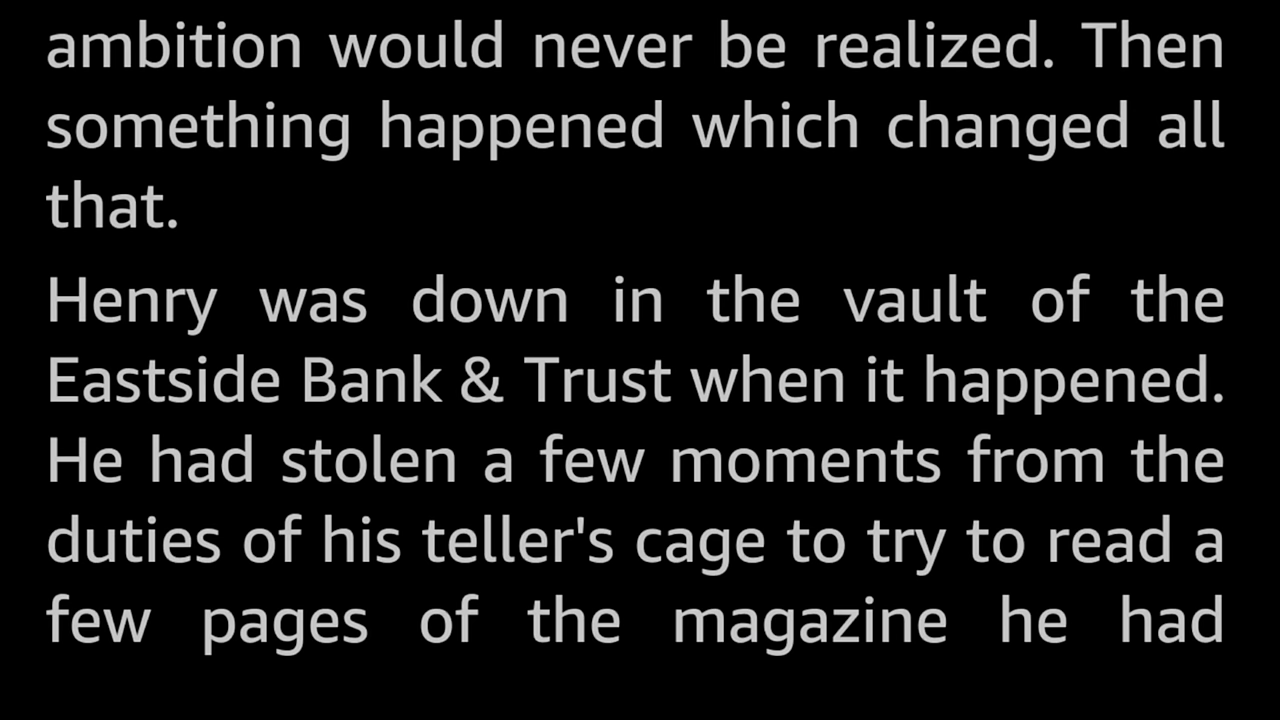 ambition would never be realized. Then
something happened which changed all
that.
Henry was down in the vault of the
Eastside Bank & Trust when it happened.
He had stolen a few moments from the
duties of his teller's cage to try to read a
few pages of the magazine he had